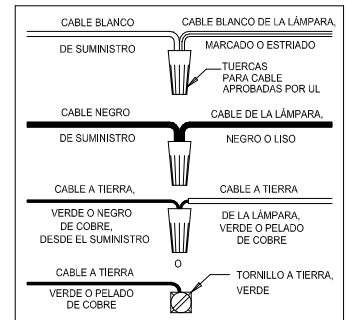 CABLE BLANCO
CABLE BLANCO DE LA LÁMPARA,
DE SUMINISTRO
MARCADO O ESTRIADO
TUERCAS
PARA CABLE
APROBADAS POR UL
CABLE NEGRO
CABLE DE LA LÁMPARA,
DE SUMINISTRO
NEGRO O LISO
CABLE A TIERRA,
CABLE A TIERRA
VERDE O NEGRO
DE COBRE,
DESDE EL SUMINISTRO
DE LA LÁMPARA,
VERDE O PELADO
DE COBRE
O
CABLE A TIERRA
TORNILLO A TIERRA,
VERDE O PELADO
DE COBRE
VERDE